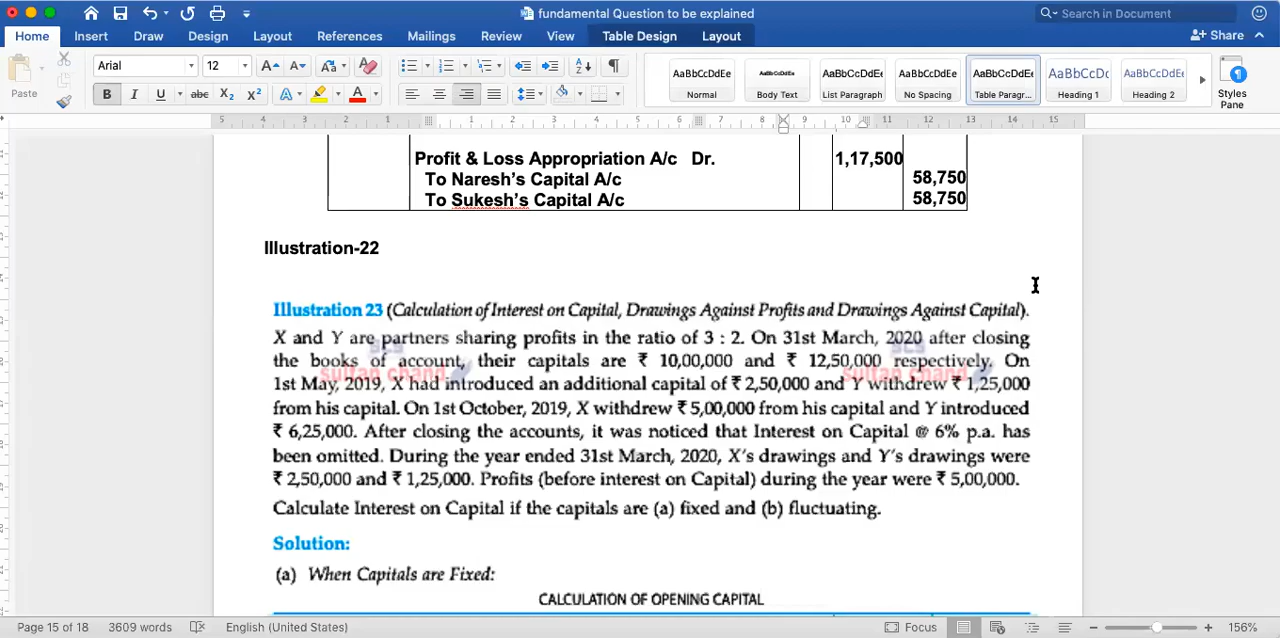 fundamental Question to be explained
Search in Document
Home Insert Draw Design Layout References Mailings Review View Table Design Layout
Share
Paste
Arial 12
AaBbCcDdEe AaBbCcDdEe AaBbCcDdEe AaBbCcDdEe AaBbCcDdEe AaBbCcDc AaBbCcDdEe
Normal Body Text List Paragraph No Spacing Table Paragr... Heading 1 Heading 2
Styles
Pane
Profit & Loss Appropriation A/c Dr. 1,17,500
To Naresh's Capital A/c 58,750
To Sukesh's Capital A/c 58,750
Illustration-22
Illustration 23 (Calculation of Interest on Capital, Drawings Against Profits and Drawings Against Capital).
X and Y are partners sharing profits in the ratio of 3 : 2. On 31st March, 2020 after closing
the books of account, their capitals are ₹ 10,00,000 and ₹ 12,50,000 respectively. On
1st May, 2019, X had introduced an additional capital of ₹ 2,50,000 and Y withdrew ₹ 1,25,000
from his capital. On 1st October, 2019, X withdrew ₹ 5,00,000 from his capital and Y introduced
₹ 6,25,000. After closing the accounts, it was noticed that Interest on Capital @ 6% p.a. has
been omitted. During the year ended 31st March, 2020, X's drawings and Y's drawings were
₹ 2,50,000 and ₹ 1,25,000. Profits (before interest on Capital) during the year were ₹ 5,00,000.
Calculate Interest on Capital if the capitals are (a) fixed and (b) fluctuating.
sultan chand
sultan chand
Solution:
(a) When Capitals are Fixed:
CALCULATION OF OPENING CAPITAL
Page 15 of 18 3609 words English (United States) Focus 156%